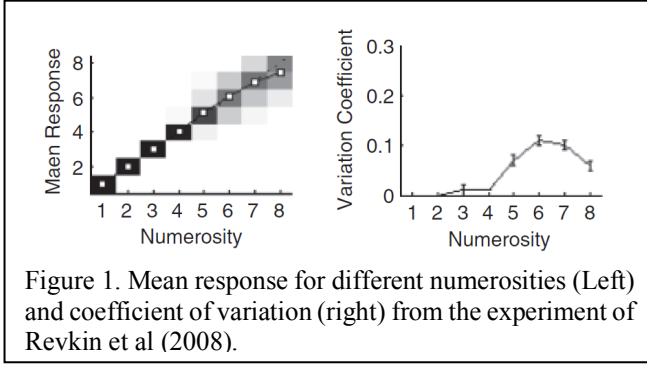 8
6
4
2
Maen Response
1 2 3 4 5 6 7 8
Numerosity
0.3
0.2
0.1
0
Variation Coefficient
1 2 3 4 5 6 7 8
Numerosity
Figure 1. Mean response for different numerosities (Left)
and coefficient of variation (right) from the experiment of
Revkin et al (2008).